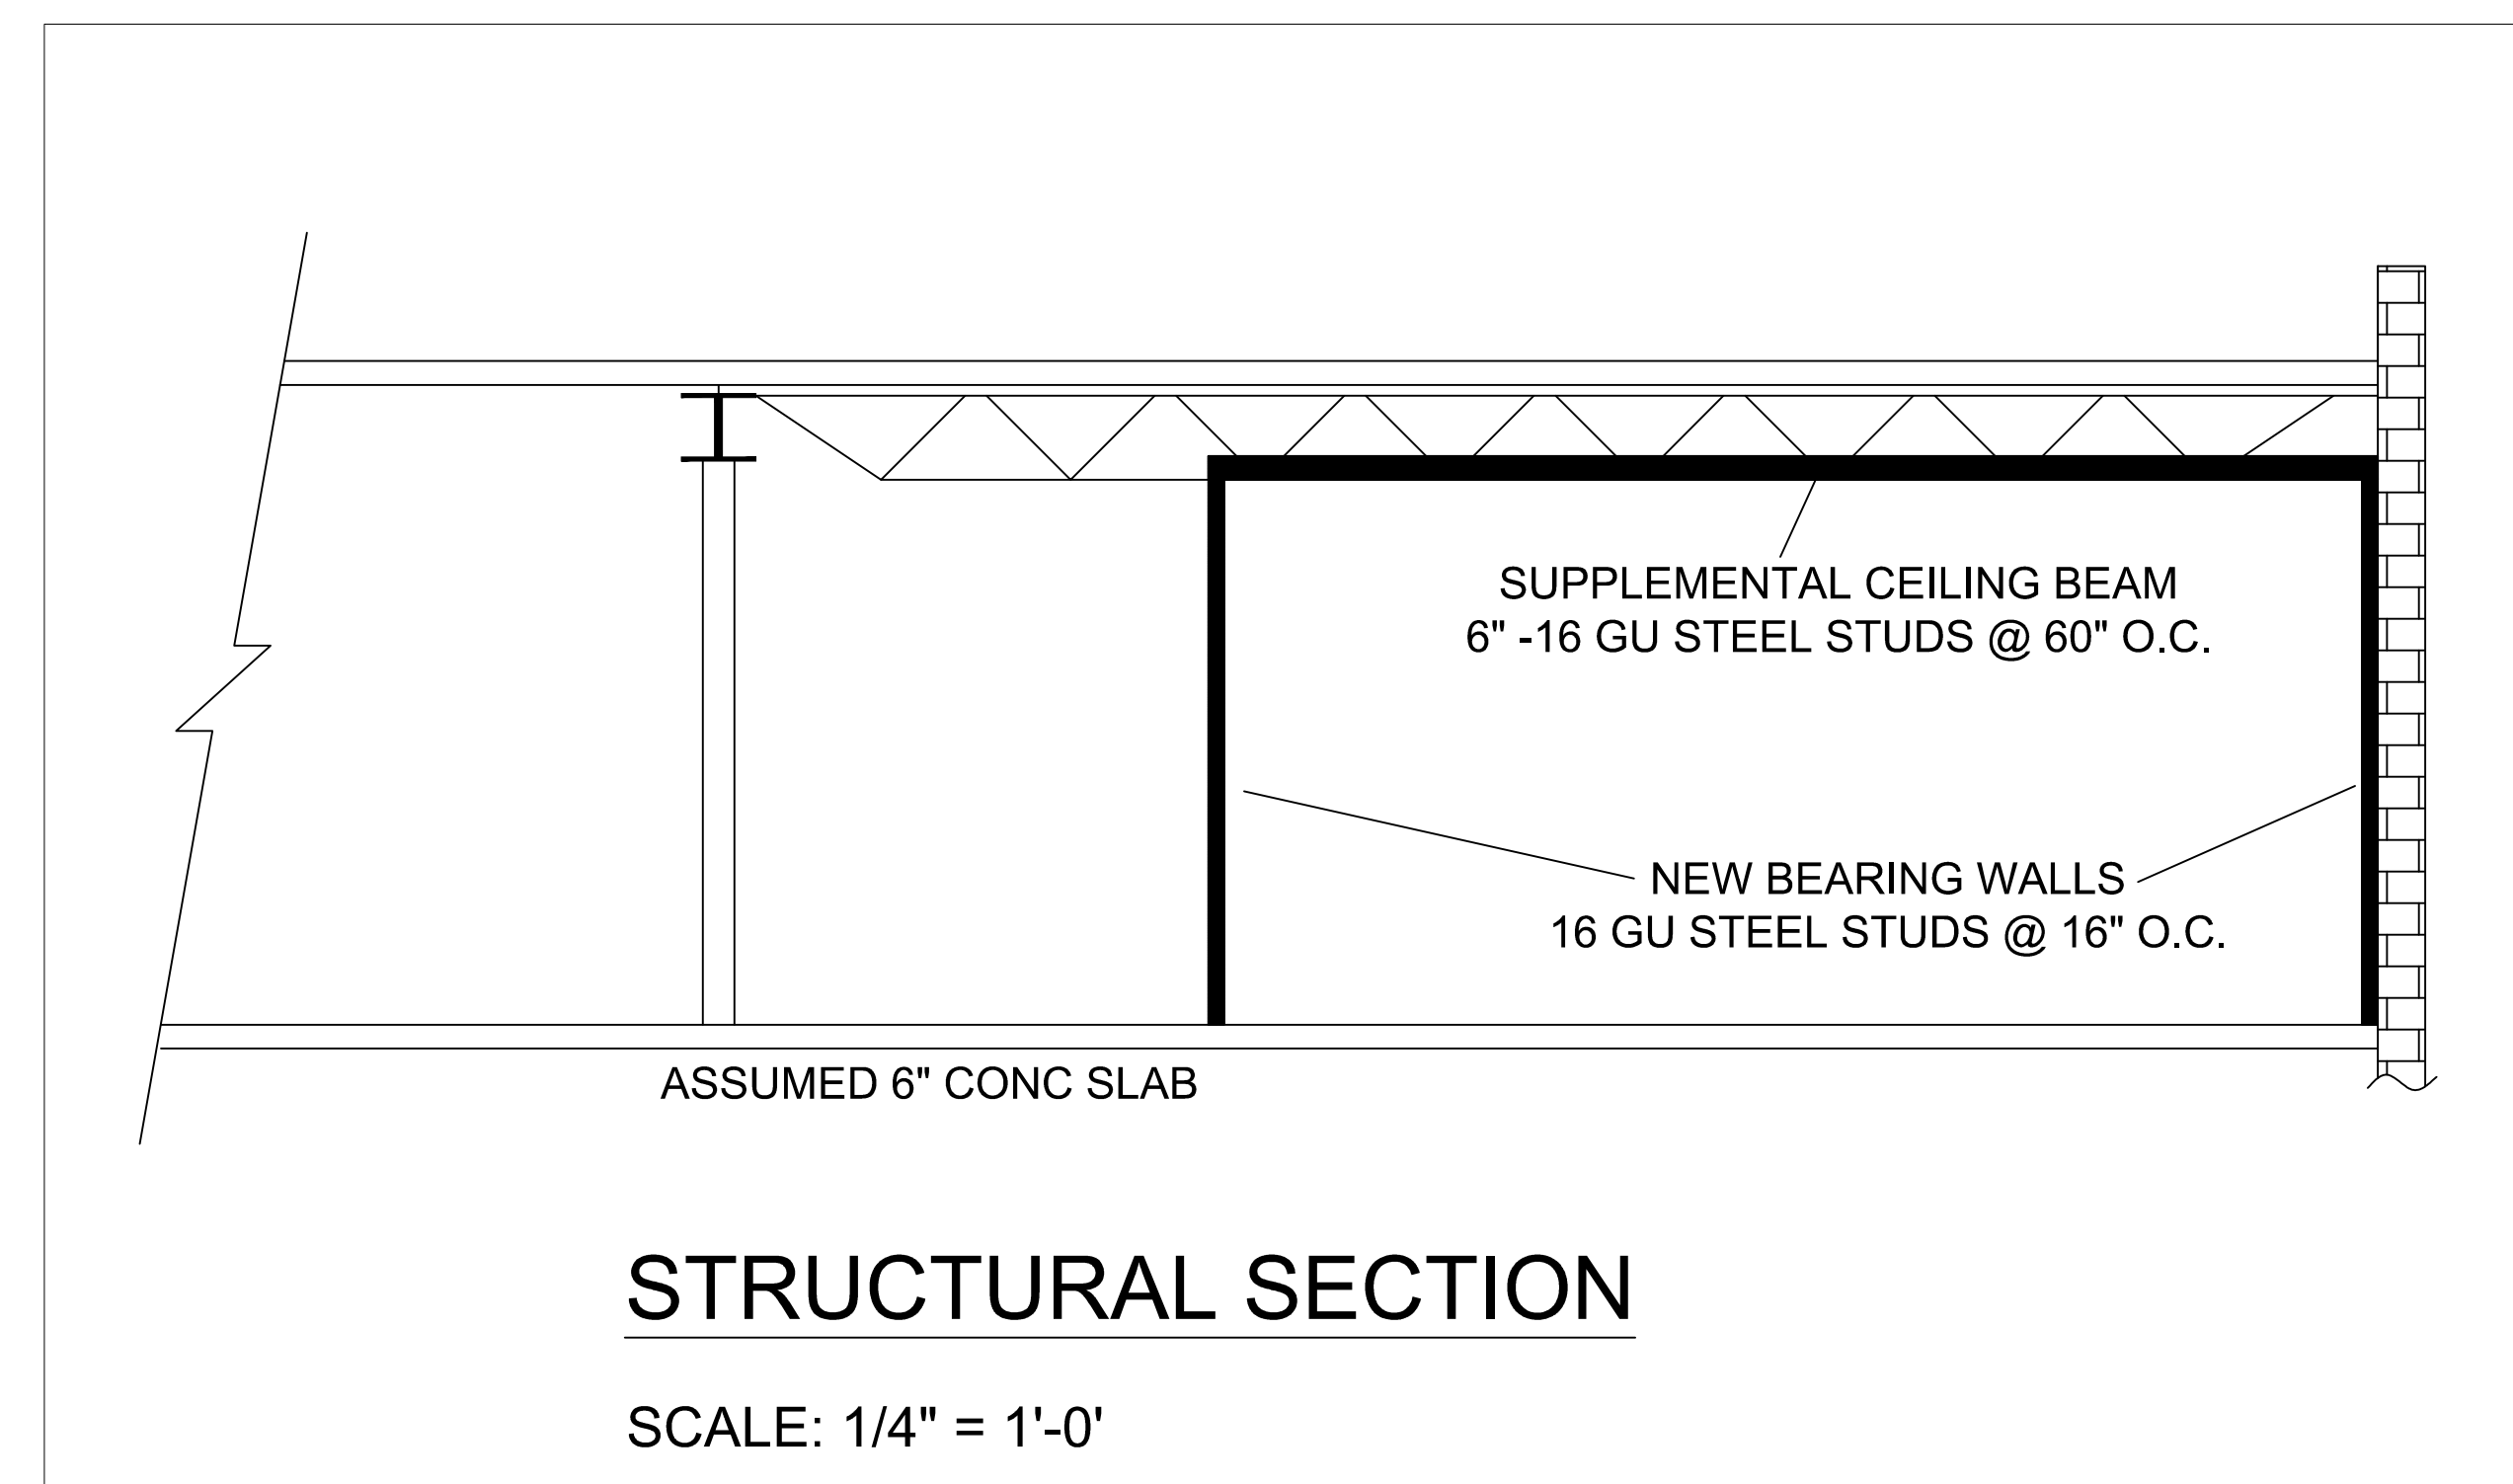 SUPPLEMENTAL CEILING BEAM
6" -16 GU STEEL STUDS @ 60" O.C.
NEW BEARING WALLS
16 GU STEEL STUDS @ 16" O.C.
ASSUMED 6" CONC SLAB
STRUCTURAL SECTION
SCALE: 1/4" = 1'-0'